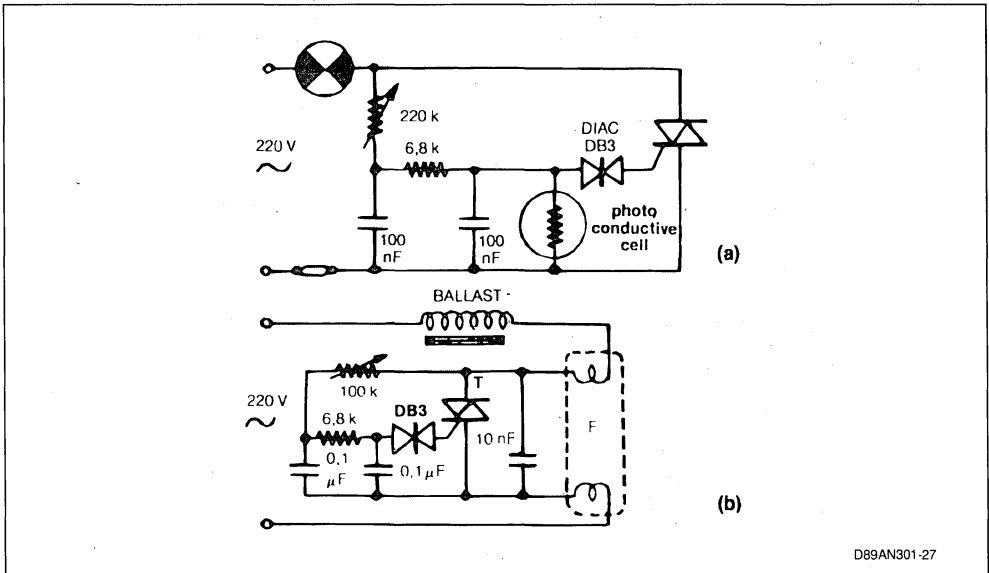 220 k
DIAC
DB3
6,8 k
220 V
photo
conductive
cell
100
nF
100
nF
(a)
BALLAST -
100 k
T
220 V
DB3
6,8 k
F
10 nF
0,1
µF
0,1 µF
(b)
D89AN301-27